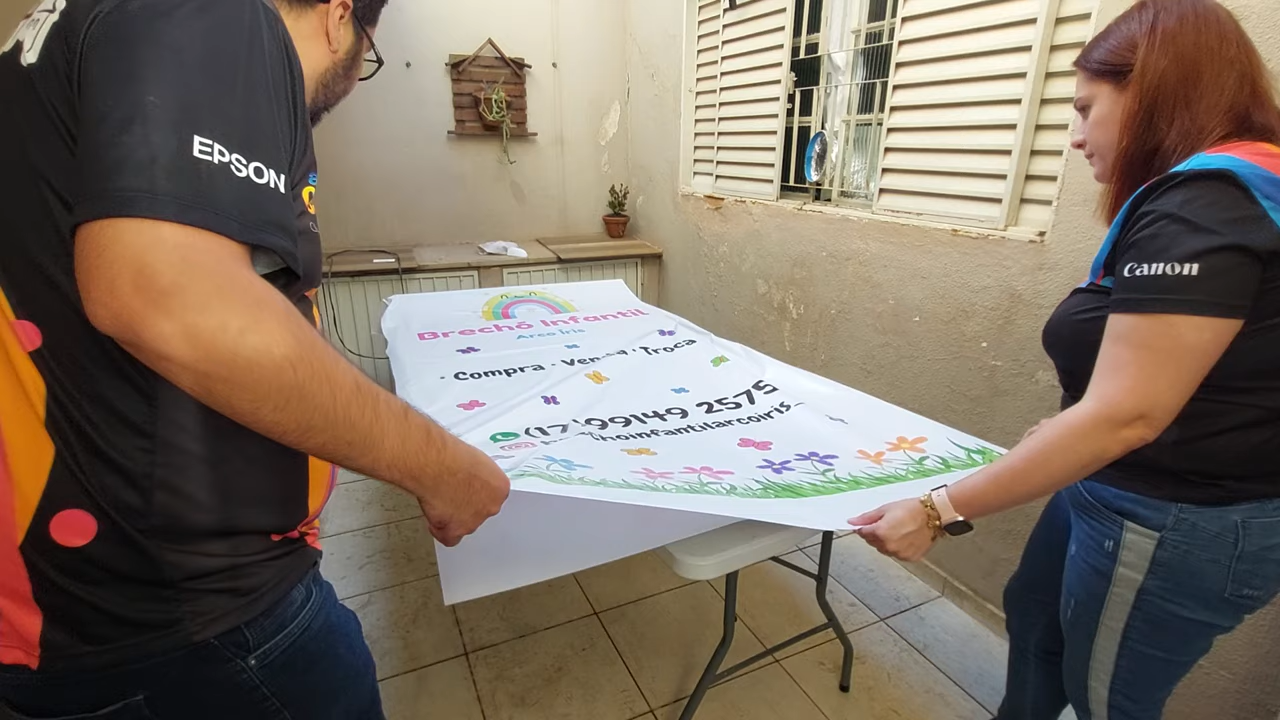 EPSON
Canon
Brechó Infantil
Arco Íris
· Compra · Venda · Troca
(17) 99149 2575